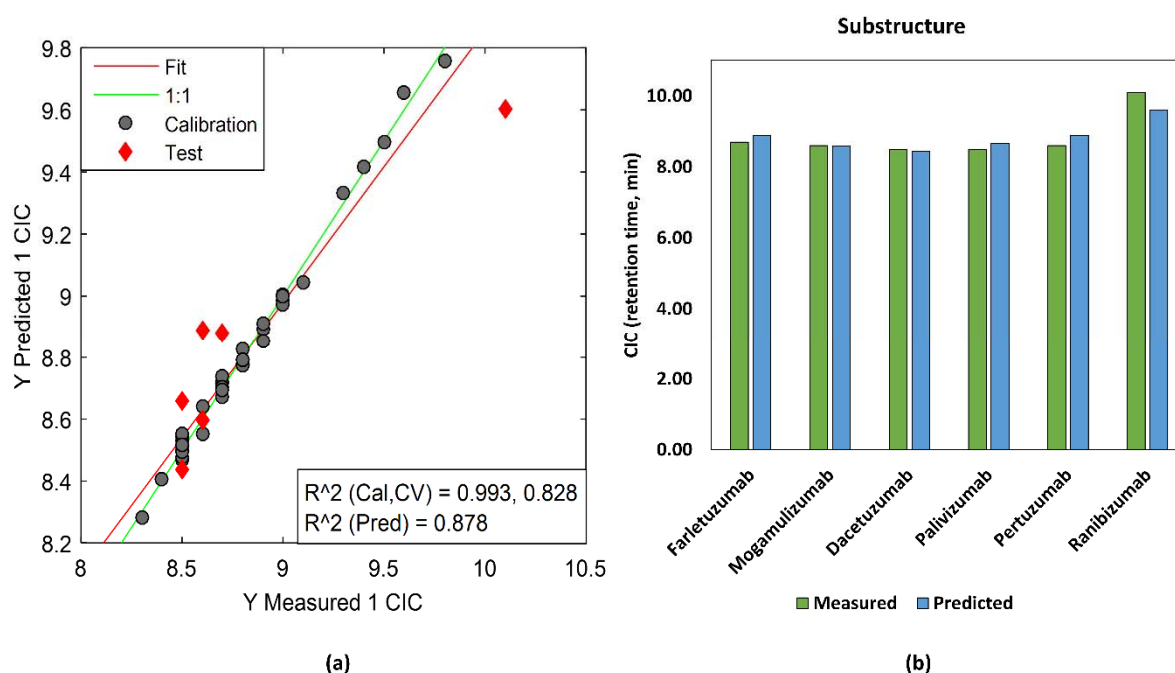 9.8
9.6
9.4
9.2
9
8.8
8.6
8.4
8.2
Y Predicted 1 CIC
Fit
1:1
Calibration
Test
R^2 (Cal,CV) = 0.993, 0.828
R^2 (Pred) = 0.878
8 8.5 9 9.5 10 10.5
Y Measured 1 CIC
(a)
Substructure
CIC (retention time, min)
10.00
8.00
6.00
4.00
2.00
0.00
Farletuzumab
Mogamulizumab
Dacetuzumab
Palivizumab
Pertuzumab
Ranibizumab
Measured Predicted
(b)